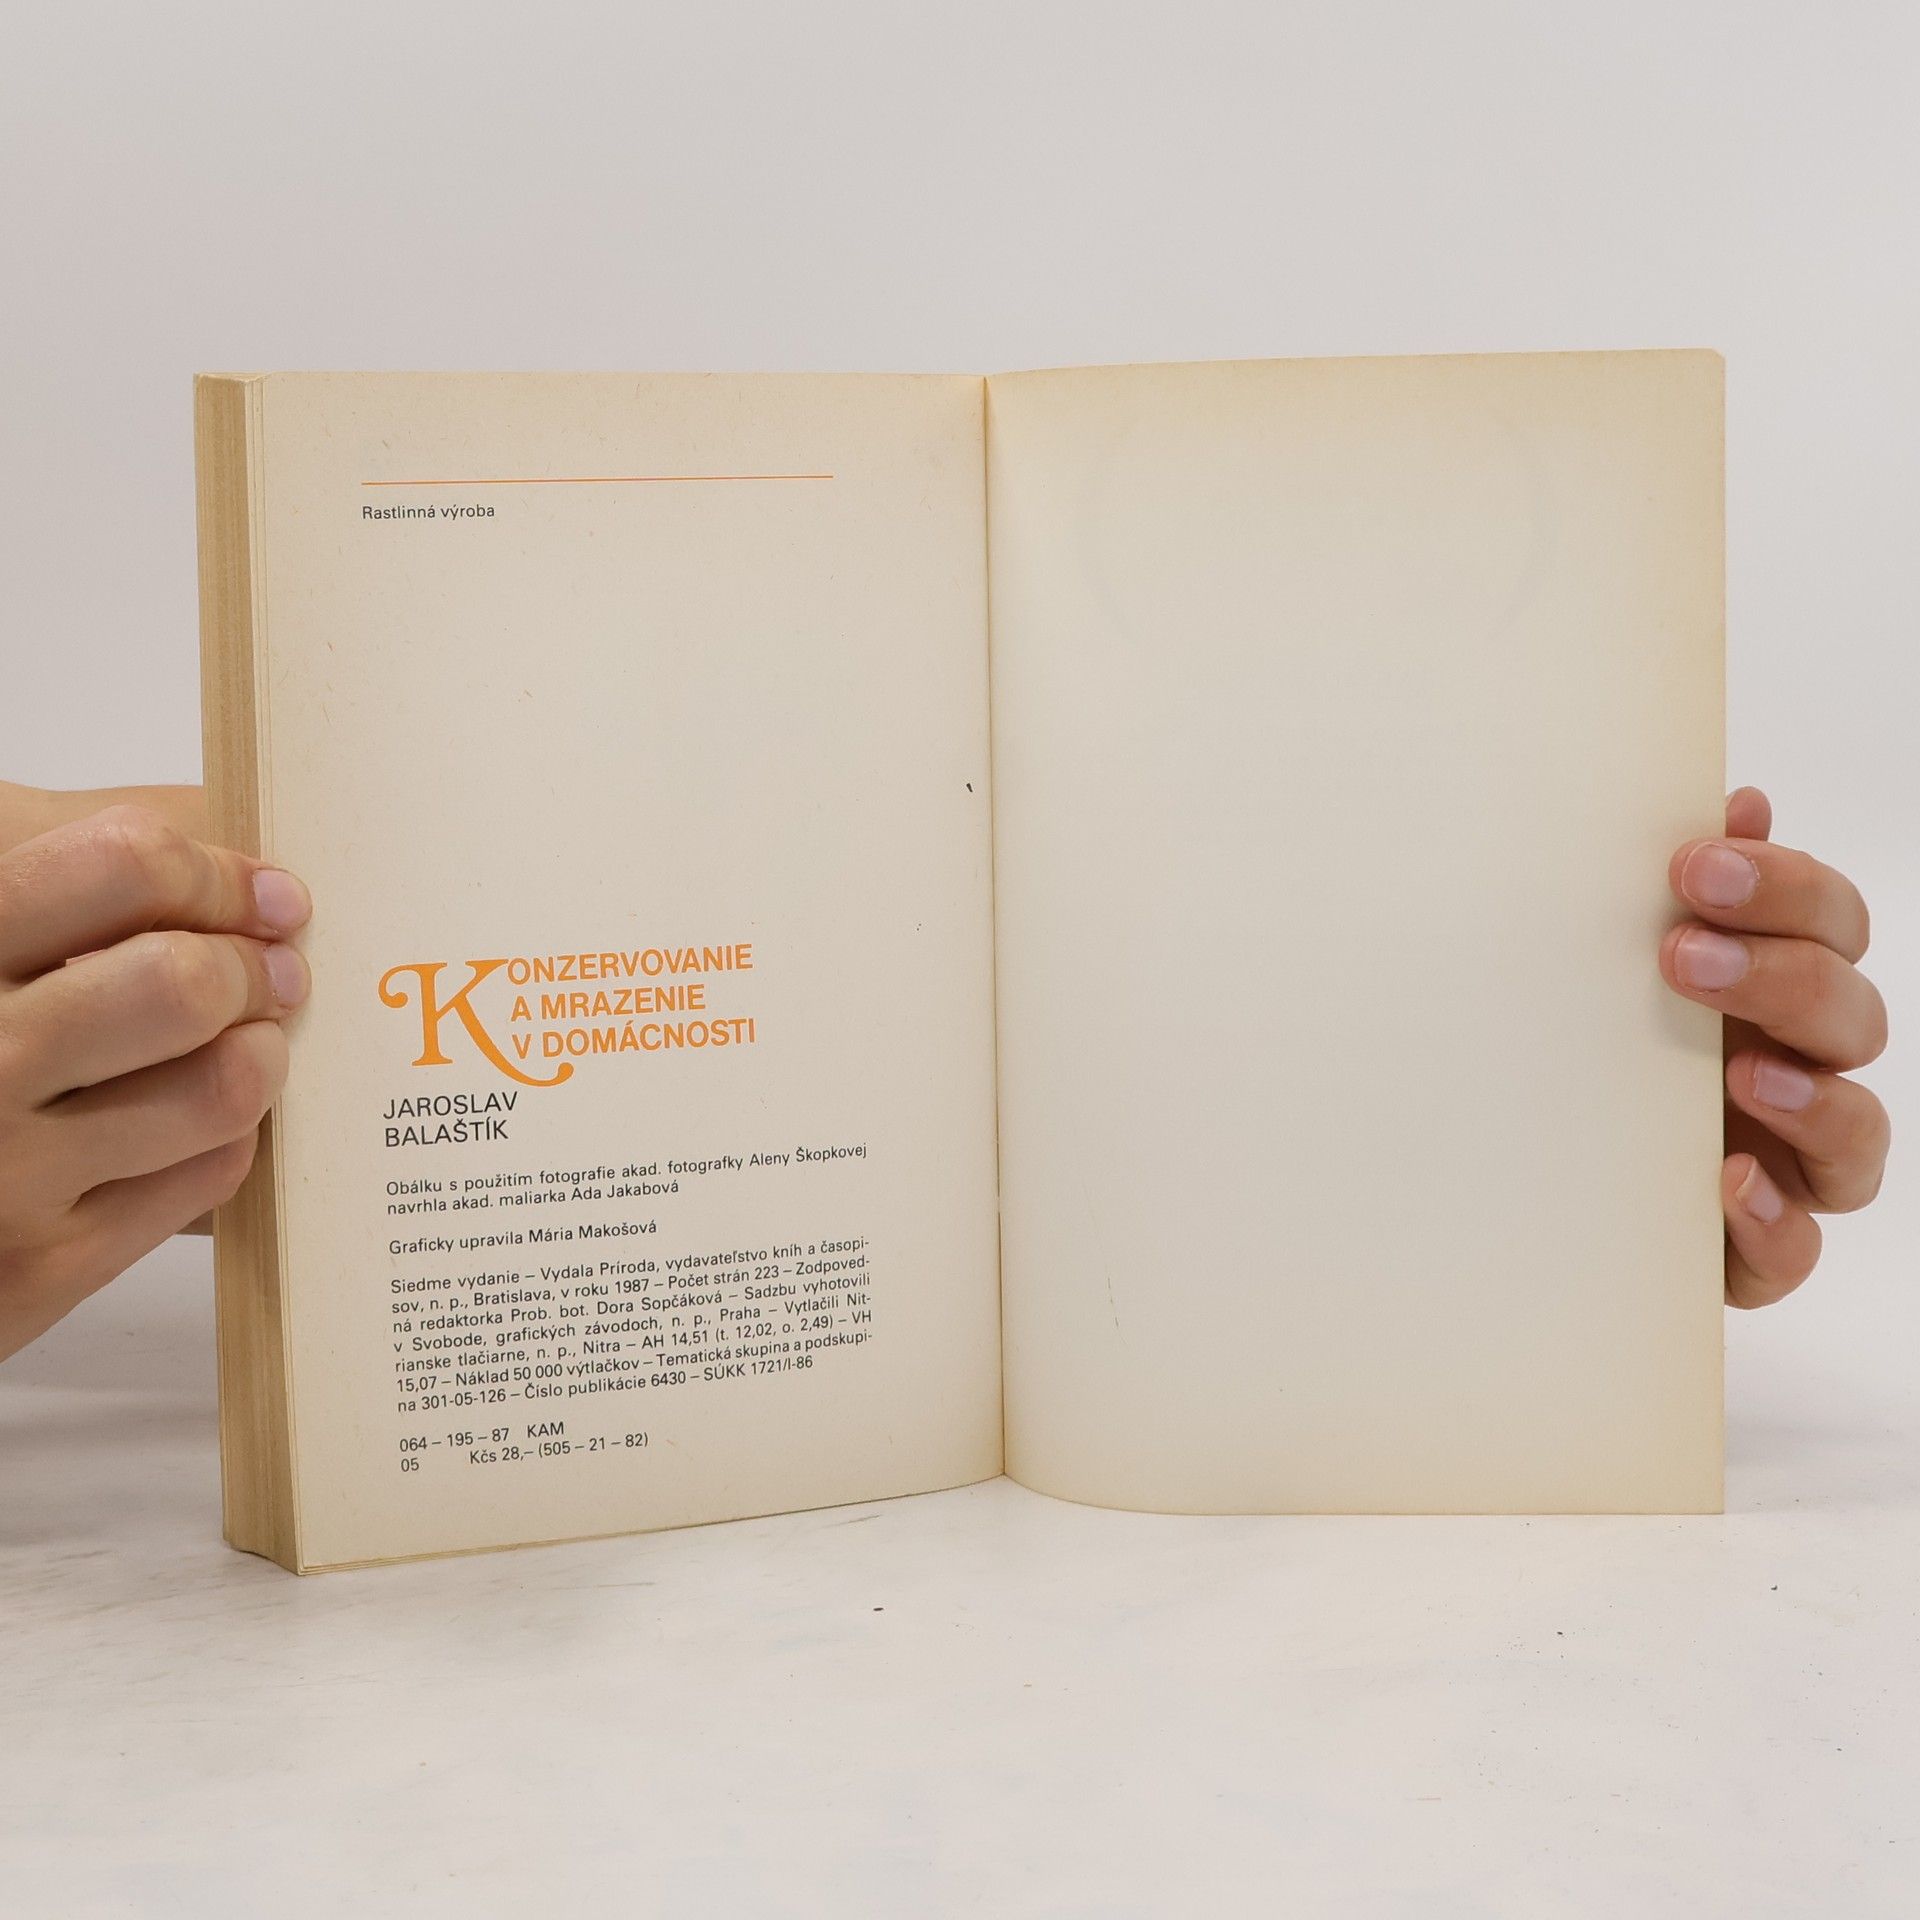 Rastlinná výroba
KONZERVOVANIE
A MRAZENIE
V DOMÁCNOSTI
JAROSLAV
BALAŠTÍK
Obálku s použitím fotografie akad. fotografky Aleny Škopkovej
navrhla akad. maliarka Ada Jakabová
Graficky upravila Mária Makošová
Siedme vydanie – Vydala Príroda, vydavateľstvo kníh a časopi-
sov, n. p., Bratislava, v roku 1987 – Počet strán 223 – Zodpoved-
ná redaktorka Prob. bot. Dora Sopčáková – Sadzbu vyhotovili
v Svobode, grafických závodoch, n. p., Praha – Vytlačili Nit-
rianske tlačiarne, n. p., Nitra – AH 14,51 (t. 12,02, o. 2,49) – VH
15,07 – Náklad 50 000 výtlačkov – Tematická skupina a podskupi-
na 301-05-126 – Číslo publikácie 6430 – SÚKK 1721/I-86
064 – 195 – 87 KAM
05 Kčs 28,– (505 – 21 – 82)